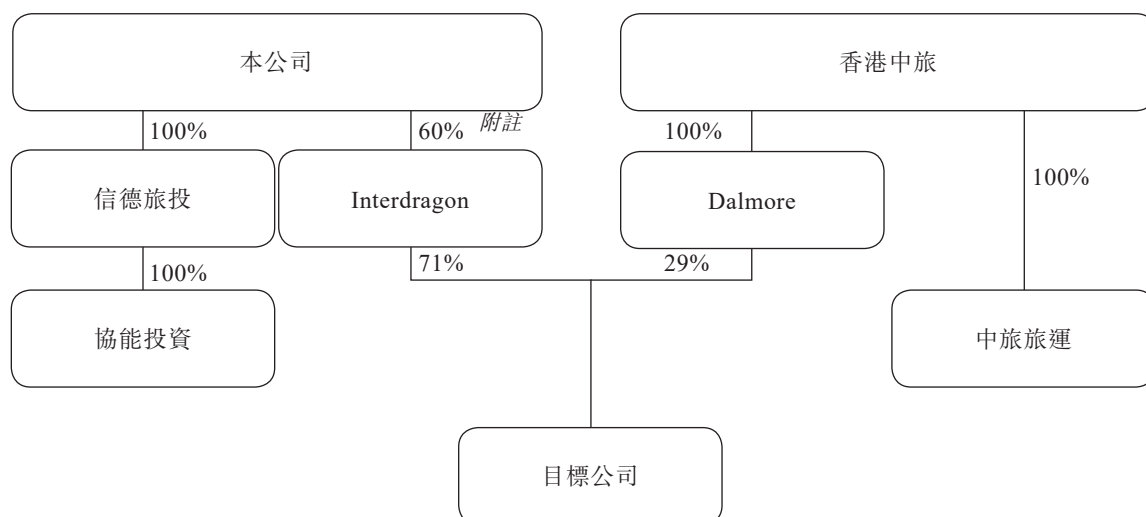 本公司
香港中旅
100%
60%
附註
100%
100%
信德旅投
Interdragon
Dalmore
100%
71%
29%
協能投資
中旅旅運
目標公司